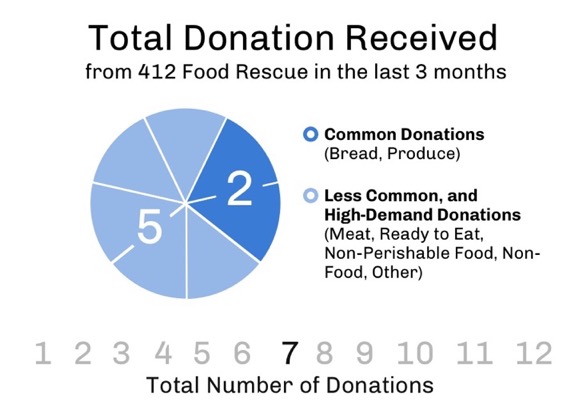 Total Donation Received
from 412 Food Rescue in the last 3 months
2
5
Common Donations
(Bread, Produce)
Less Common, and
High-Demand Donations
(Meat, Ready to Eat,
Non-Perishable Food, Non-
Food, Other)
1 2 3 4 5 6 7 8 9 10 11 12
Total Number of Donations